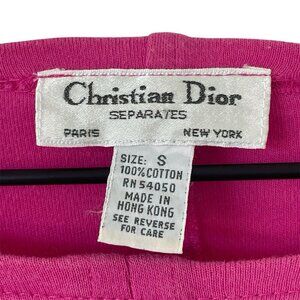 Christian Dior
SEPARATES
PARIS NEW YORK
SIZE: S
100% COTTON
RN 54050
MADE IN
HONG KONG
SEE REVERSE
FOR CARE